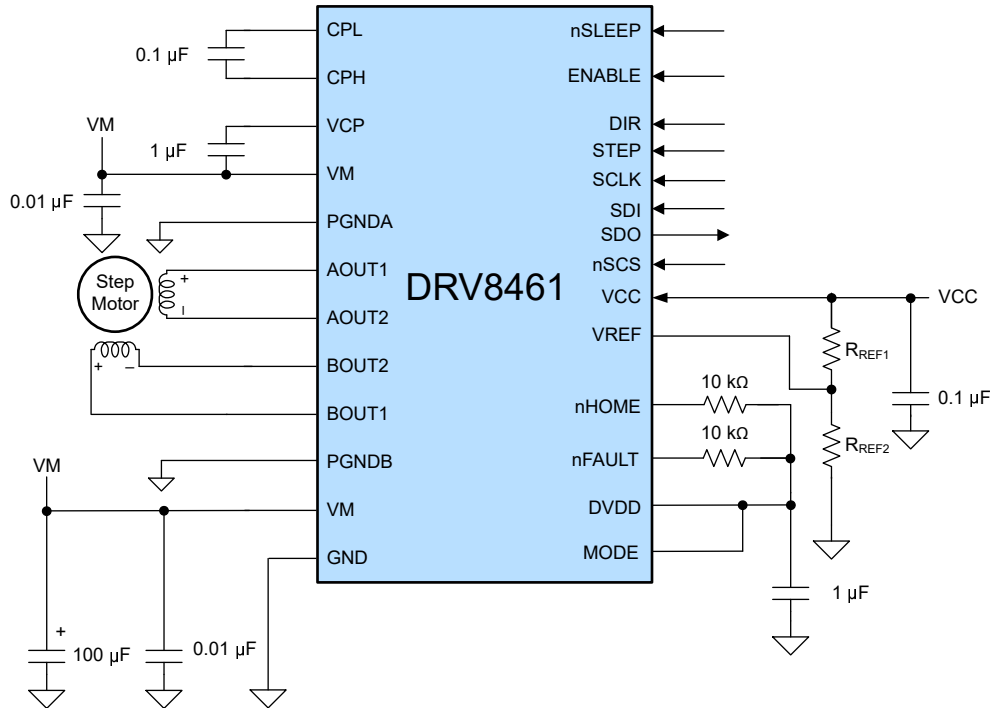 CPL
0.1 µF
CPH
VCP
VM
1 µF
VM
0.01 µF
PGNDA
AOUT1
+
Step
Motor
–
AOUT2
BOUT2
+ –
BOUT1
PGNDB
VM
VM
GND
+
100 µF
0.01 µF
DRV8461
nSLEEP
ENABLE
DIR
STEP
SCLK
SDI
SDO
nSCS
VCC
VCC
VREF
RREF1
10 kΩ
nHOME
0.1 µF
10 kΩ
RREF2
nFAULT
DVDD
MODE
1 µF